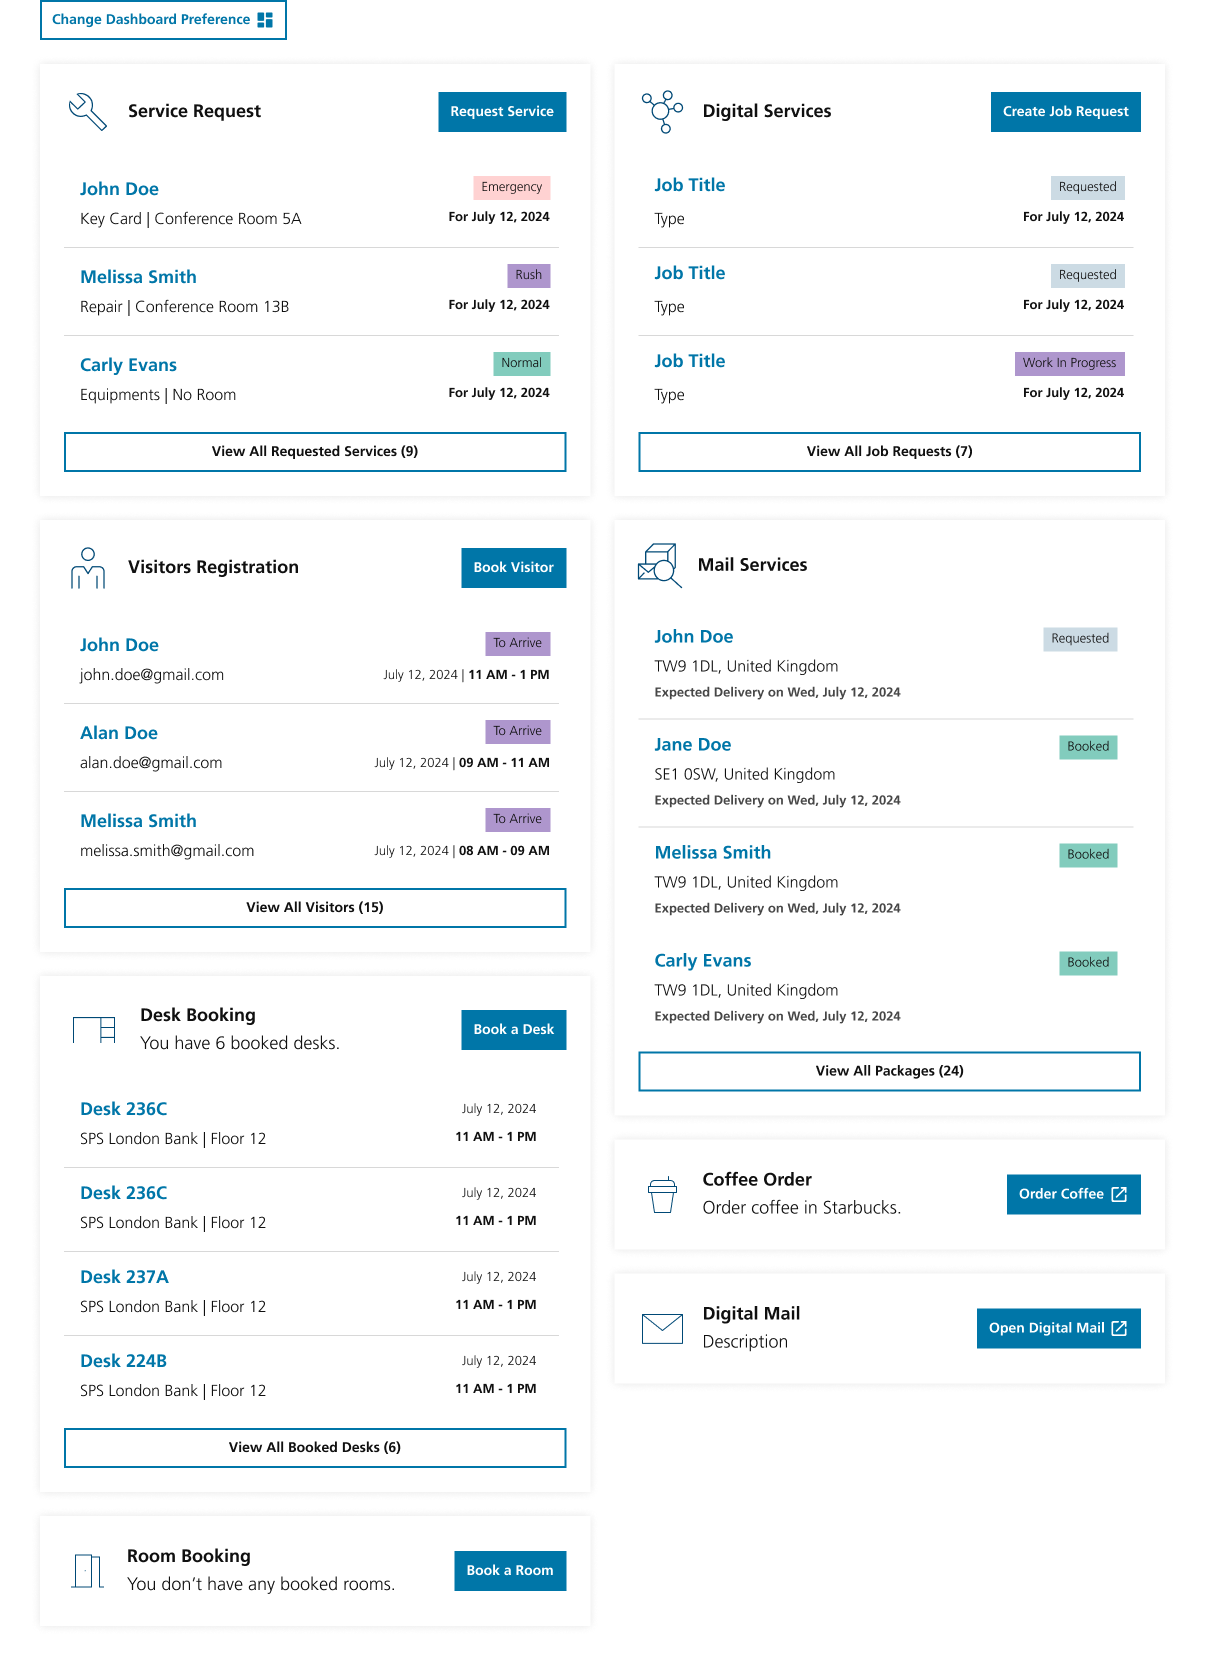 Change Dashboard Preference
Service Request
Request Service
John Doe
Emergency
Key Card | Conference Room 5A
For July 12, 2024
Melissa Smith
Rush
Repair | Conference Room 13B
For July 12, 2024
Carly Evans
Normal
Equipments | No Room
For July 12, 2024
View All Requested Services (9)
Digital Services
Create Job Request
Job Title
Requested
Type
For July 12, 2024
Job Title
Requested
Type
For July 12, 2024
Job Title
Work In Progress
Type
For July 12, 2024
View All Job Requests (7)
Visitors Registration
Book Visitor
John Doe
To Arrive
john.doe@gmail.com
July 12, 2024 | 11 AM - 1 PM
Alan Doe
To Arrive
alan.doe@gmail.com
July 12, 2024 | 09 AM - 11 AM
Melissa Smith
To Arrive
melissa.smith@gmail.com
July 12, 2024 | 08 AM - 09 AM
View All Visitors (15)
Mail Services
John Doe
Requested
TW9 1DL, United Kingdom
Expected Delivery on Wed, July 12, 2024
Jane Doe
Booked
SE1 0SW, United Kingdom
Expected Delivery on Wed, July 12, 2024
Melissa Smith
Booked
TW9 1DL, United Kingdom
Expected Delivery on Wed, July 12, 2024
Carly Evans
Booked
TW9 1DL, United Kingdom
Expected Delivery on Wed, July 12, 2024
View All Packages (24)
Desk Booking
You have 6 booked desks.
Book a Desk
Desk 236C
July 12, 2024
SPS London Bank | Floor 12
11 AM - 1 PM
Desk 236C
July 12, 2024
SPS London Bank | Floor 12
11 AM - 1 PM
Desk 237A
July 12, 2024
SPS London Bank | Floor 12
11 AM - 1 PM
Desk 224B
July 12, 2024
SPS London Bank | Floor 12
11 AM - 1 PM
View All Booked Desks (6)
Coffee Order
Order coffee in Starbucks.
Order Coffee
Digital Mail
Description
Open Digital Mail
Room Booking
You don’t have any booked rooms.
Book a Room